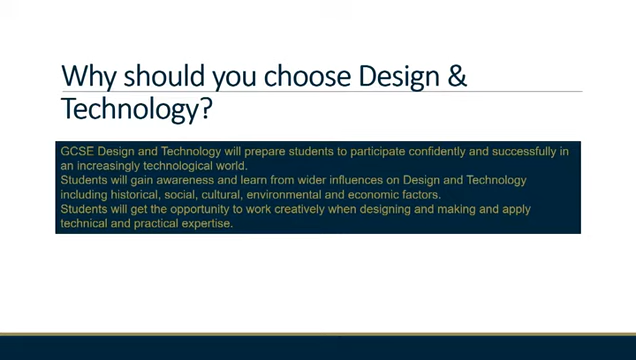 Why should you choose Design &
Technology?
GCSE Design and Technology will prepare students to participate confidently and successfully in
an increasingly technological world.
Students will gain awareness and learn from wider influences on Design and Technology
including historical, social, cultural, environmental and economic factors.
Students will get the opportunity to work creatively when designing and making and apply
technical and practical expertise.